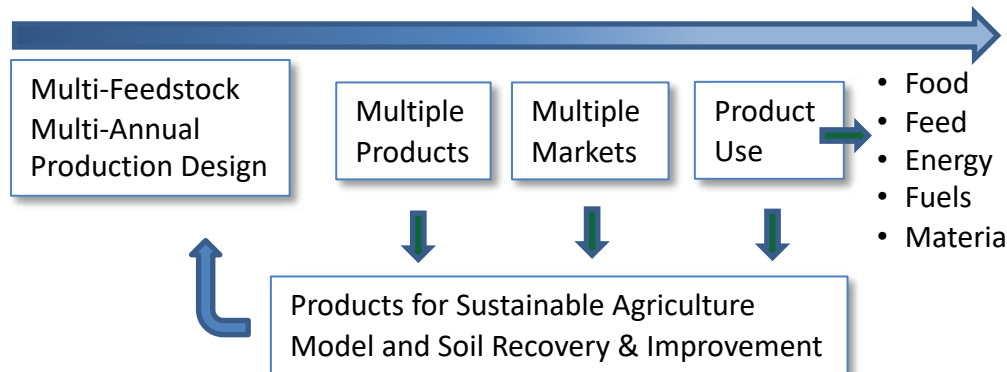 Multi-Feedstock
Multi-Annual
Production Design
Multiple
Products
Multiple
Markets
Product
Use
• Food
• Feed
• Energy
• Fuels
• Materia
Products for Sustainable Agriculture
Model and Soil Recovery & Improvement